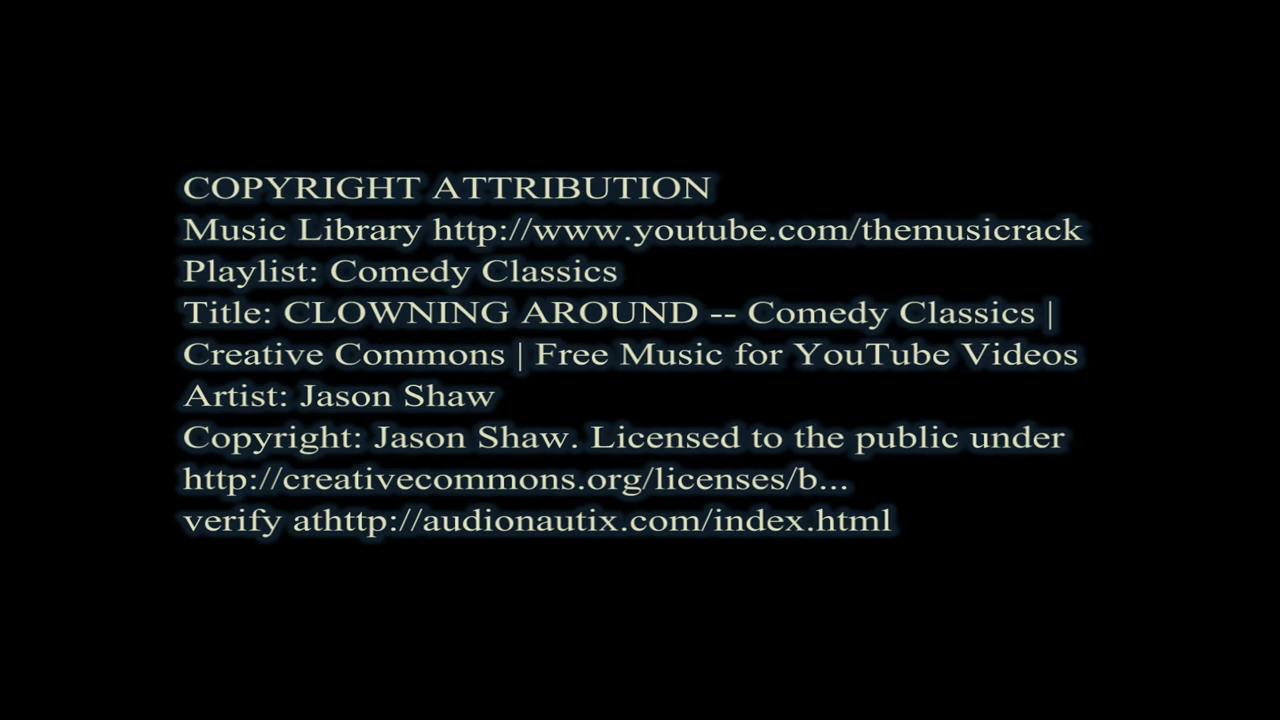 COPYRIGHT ATTRIBUTION
Music Library http://www.youtube.com/themusicrack
Playlist: Comedy Classics
Title: CLOWNING AROUND -- Comedy Classics |
Creative Commons | Free Music for YouTube Videos
Artist: Jason Shaw
Copyright: Jason Shaw. Licensed to the public under
http://creativecommons.org/licenses/b...
verify athttp://audionautix.com/index.html